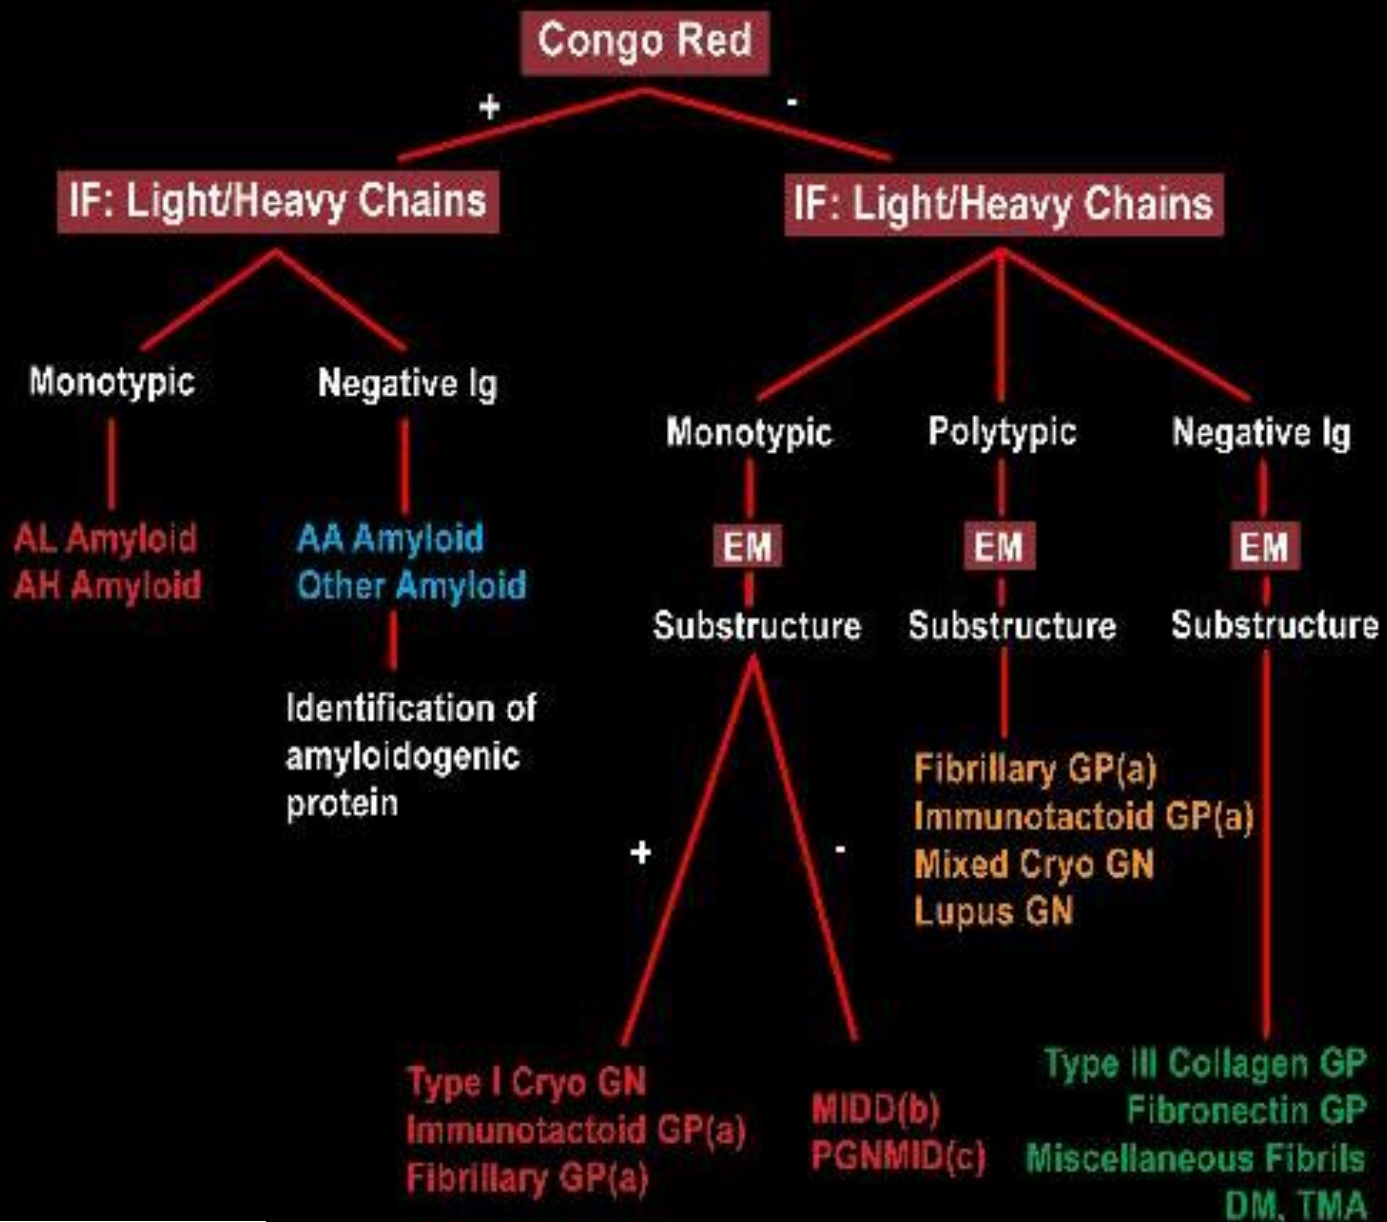 Congo Red
+
-
IF: Light/Heavy Chains
IF: Light/Heavy Chains
Monotypic
Negative Ig
Monotypic
Polytypic
Negative Ig
AL Amyloid
AH Amyloid
AA Amyloid
Other Amyloid
EM
EM
EM
Substructure
Substructure
Substructure
Identification of
amyloidogenic
protein
Fibrillary GP(a)
Immunotactoid GP(a)
Mixed Cryo GN
Lupus GN
+
-
Type I Cryo GN
Immunotactoid GP(a)
Fibrillary GP(a)
MIDD(b)
PGNMID(c)
Type III Collagen GP
Fibronectin GP
Miscellaneous Fibrils
DM, TMA